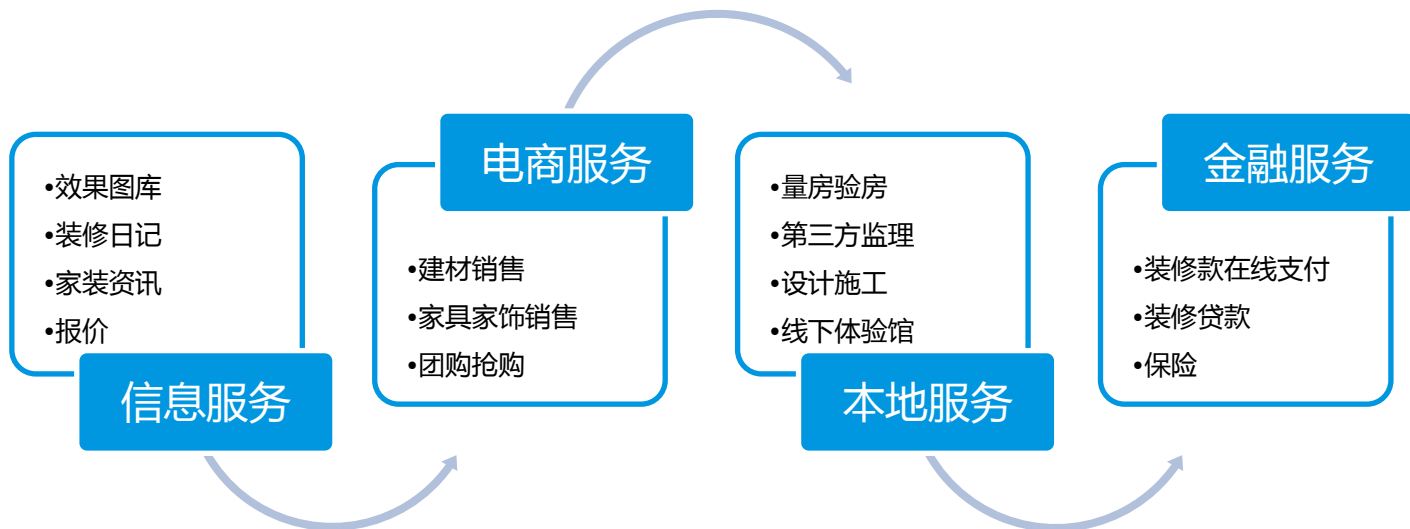 •效果图库
•装修日记
•家装资讯
•报价
信息服务
电商服务
•建材销售
•家具家饰销售
•团购抢购
•量房验房
•第三方监理
•设计施工
•线下体验馆
本地服务
金融服务
•装修款在线支付
•装修贷款
•保险